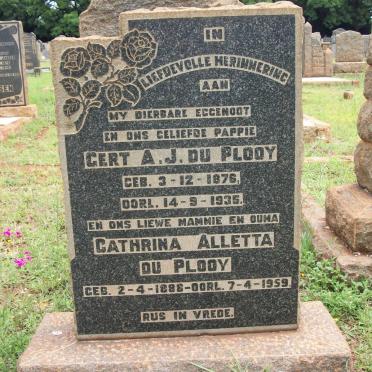 IN
LIEFDEVOLLE HERINNERING
AAN
MY DIERBARE EGGENOOT
EN ONS GELIEFDE PAPPIE
GERT A. J. DU PLOOY
GEB. 3-12-1876.
OORL. 14-9-1935.
EN ONS LIEWE MAMMIE EN OUMA
CATHRINA ALLETTA
DU PLOOY
GEB. 2-4-1888-OORL. 7-4-1959
RUS IN VREDE.